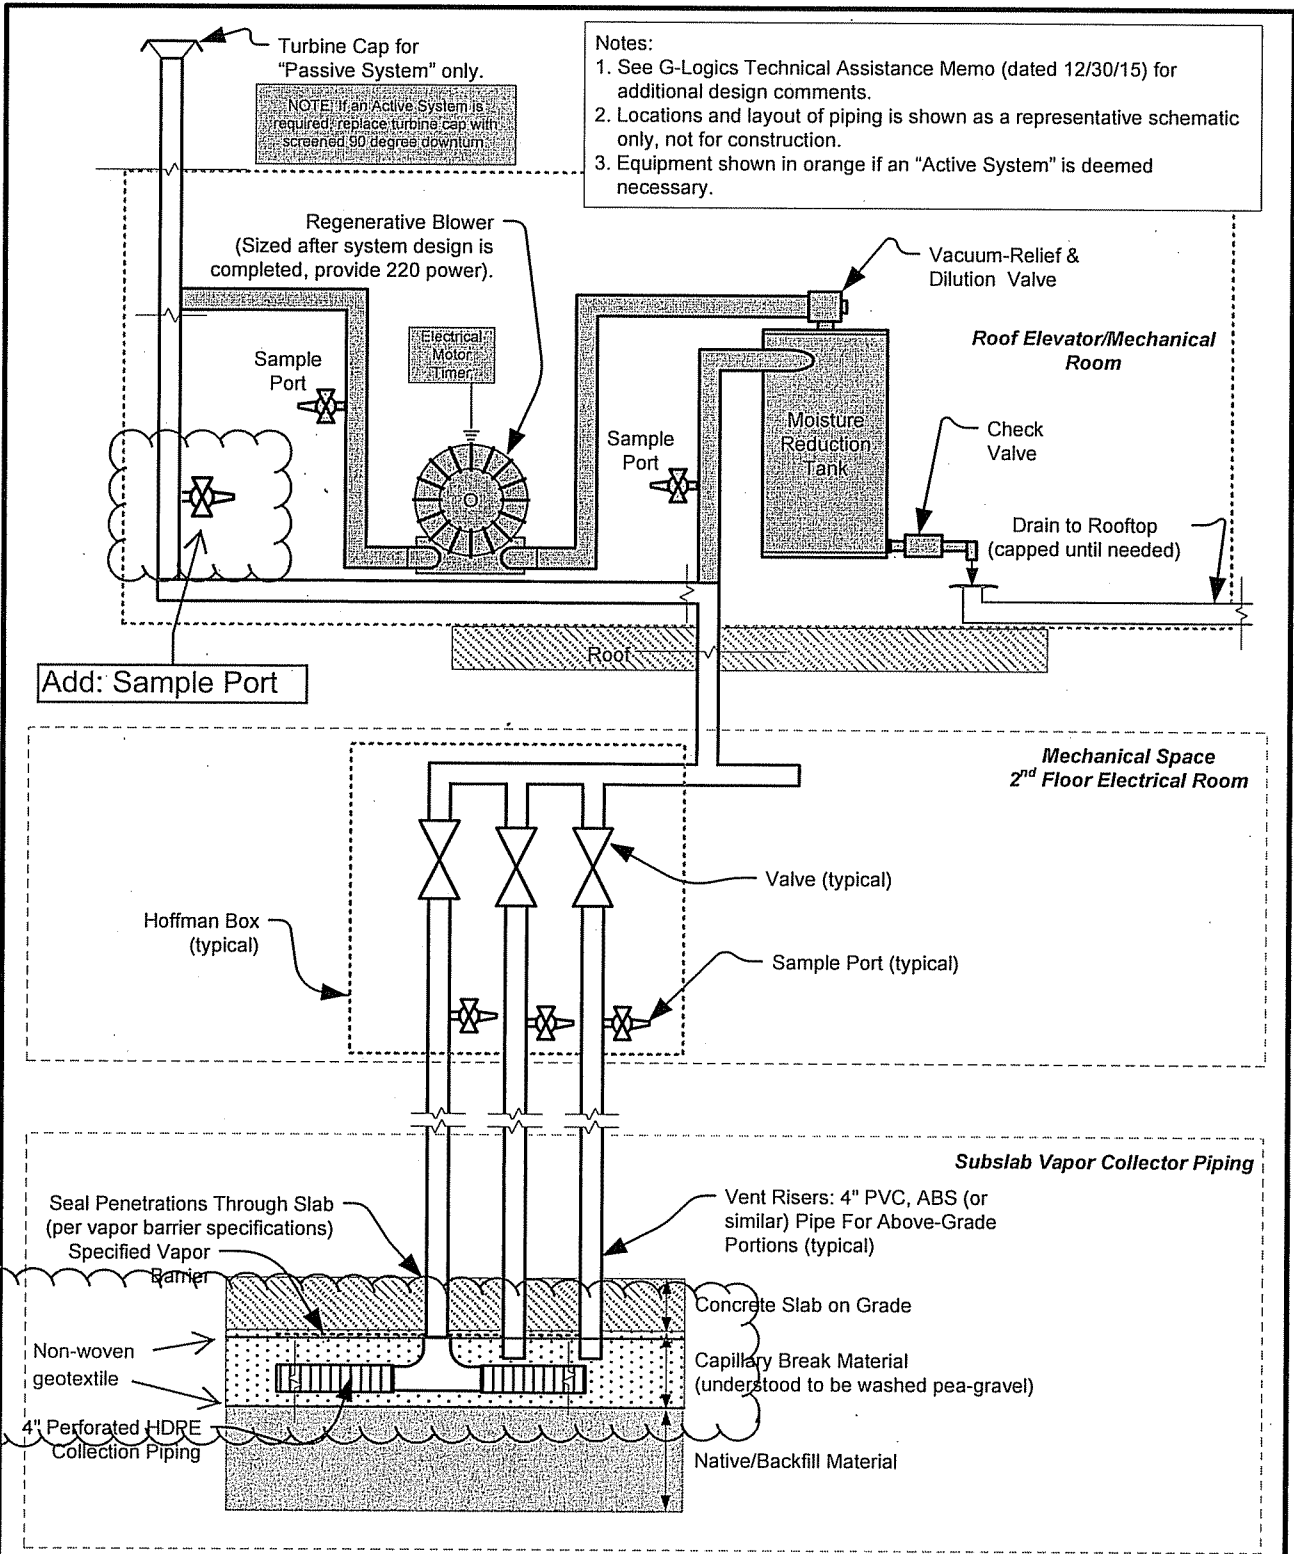 Turbine Cap for
"Passive System" only.
NOTE: If an Active System is
required, replace turbine cap with
screened 90 degree downturn.
Notes:
1. See G-Logics Technical Assistance Memo (dated 12/30/15) for
additional design comments.
2. Locations and layout of piping is shown as a representative schematic
only, not for construction.
3. Equipment shown in orange if an "Active System" is deemed
necessary.
Regenerative Blower
(Sized after system design is
completed, provide 220 power).
Vacuum-Relief &
Dilution Valve
Roof Elevator/Mechanical
Room
Electrical
Motor
Timer
Sample
Port
Sample
Port
Moisture
Reduction
Tank
Check
Valve
Drain to Rooftop
(capped until needed)
Roof
Add: Sample Port
Mechanical Space
2nd Floor Electrical Room
Valve (typical)
Hoffman Box
(typical)
Sample Port (typical)
Subslab Vapor Collector Piping
Seal Penetrations Through Slab
(per vapor barrier specifications)
Specified Vapor
Barrier
Vent Risers: 4" PVC, ABS (or
similar) Pipe For Above-Grade
Portions (typical)
Concrete Slab on Grade
Non-woven
geotextile
Capillary Break Material
(understood to be washed pea-gravel)
4" Perforated HDPE
Collection Piping
Native/Backfill Material